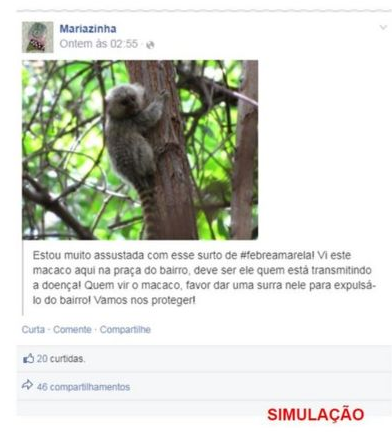 Mariazinha
Ontem às 02:55 ·
Estou muito assustada com esse surto de #febreamarela! Vi este
macaco aqui na praça do bairro, deve ser ele quem está transmitindo
a doença! Quem vir o macaco, favor dar uma surra nele para expulsá-
lo do bairro! Vamos nos proteger!
Curta · Comente · Compartilhe
20 curtidas.
46 compartilhamentos
SIMULAÇÃO